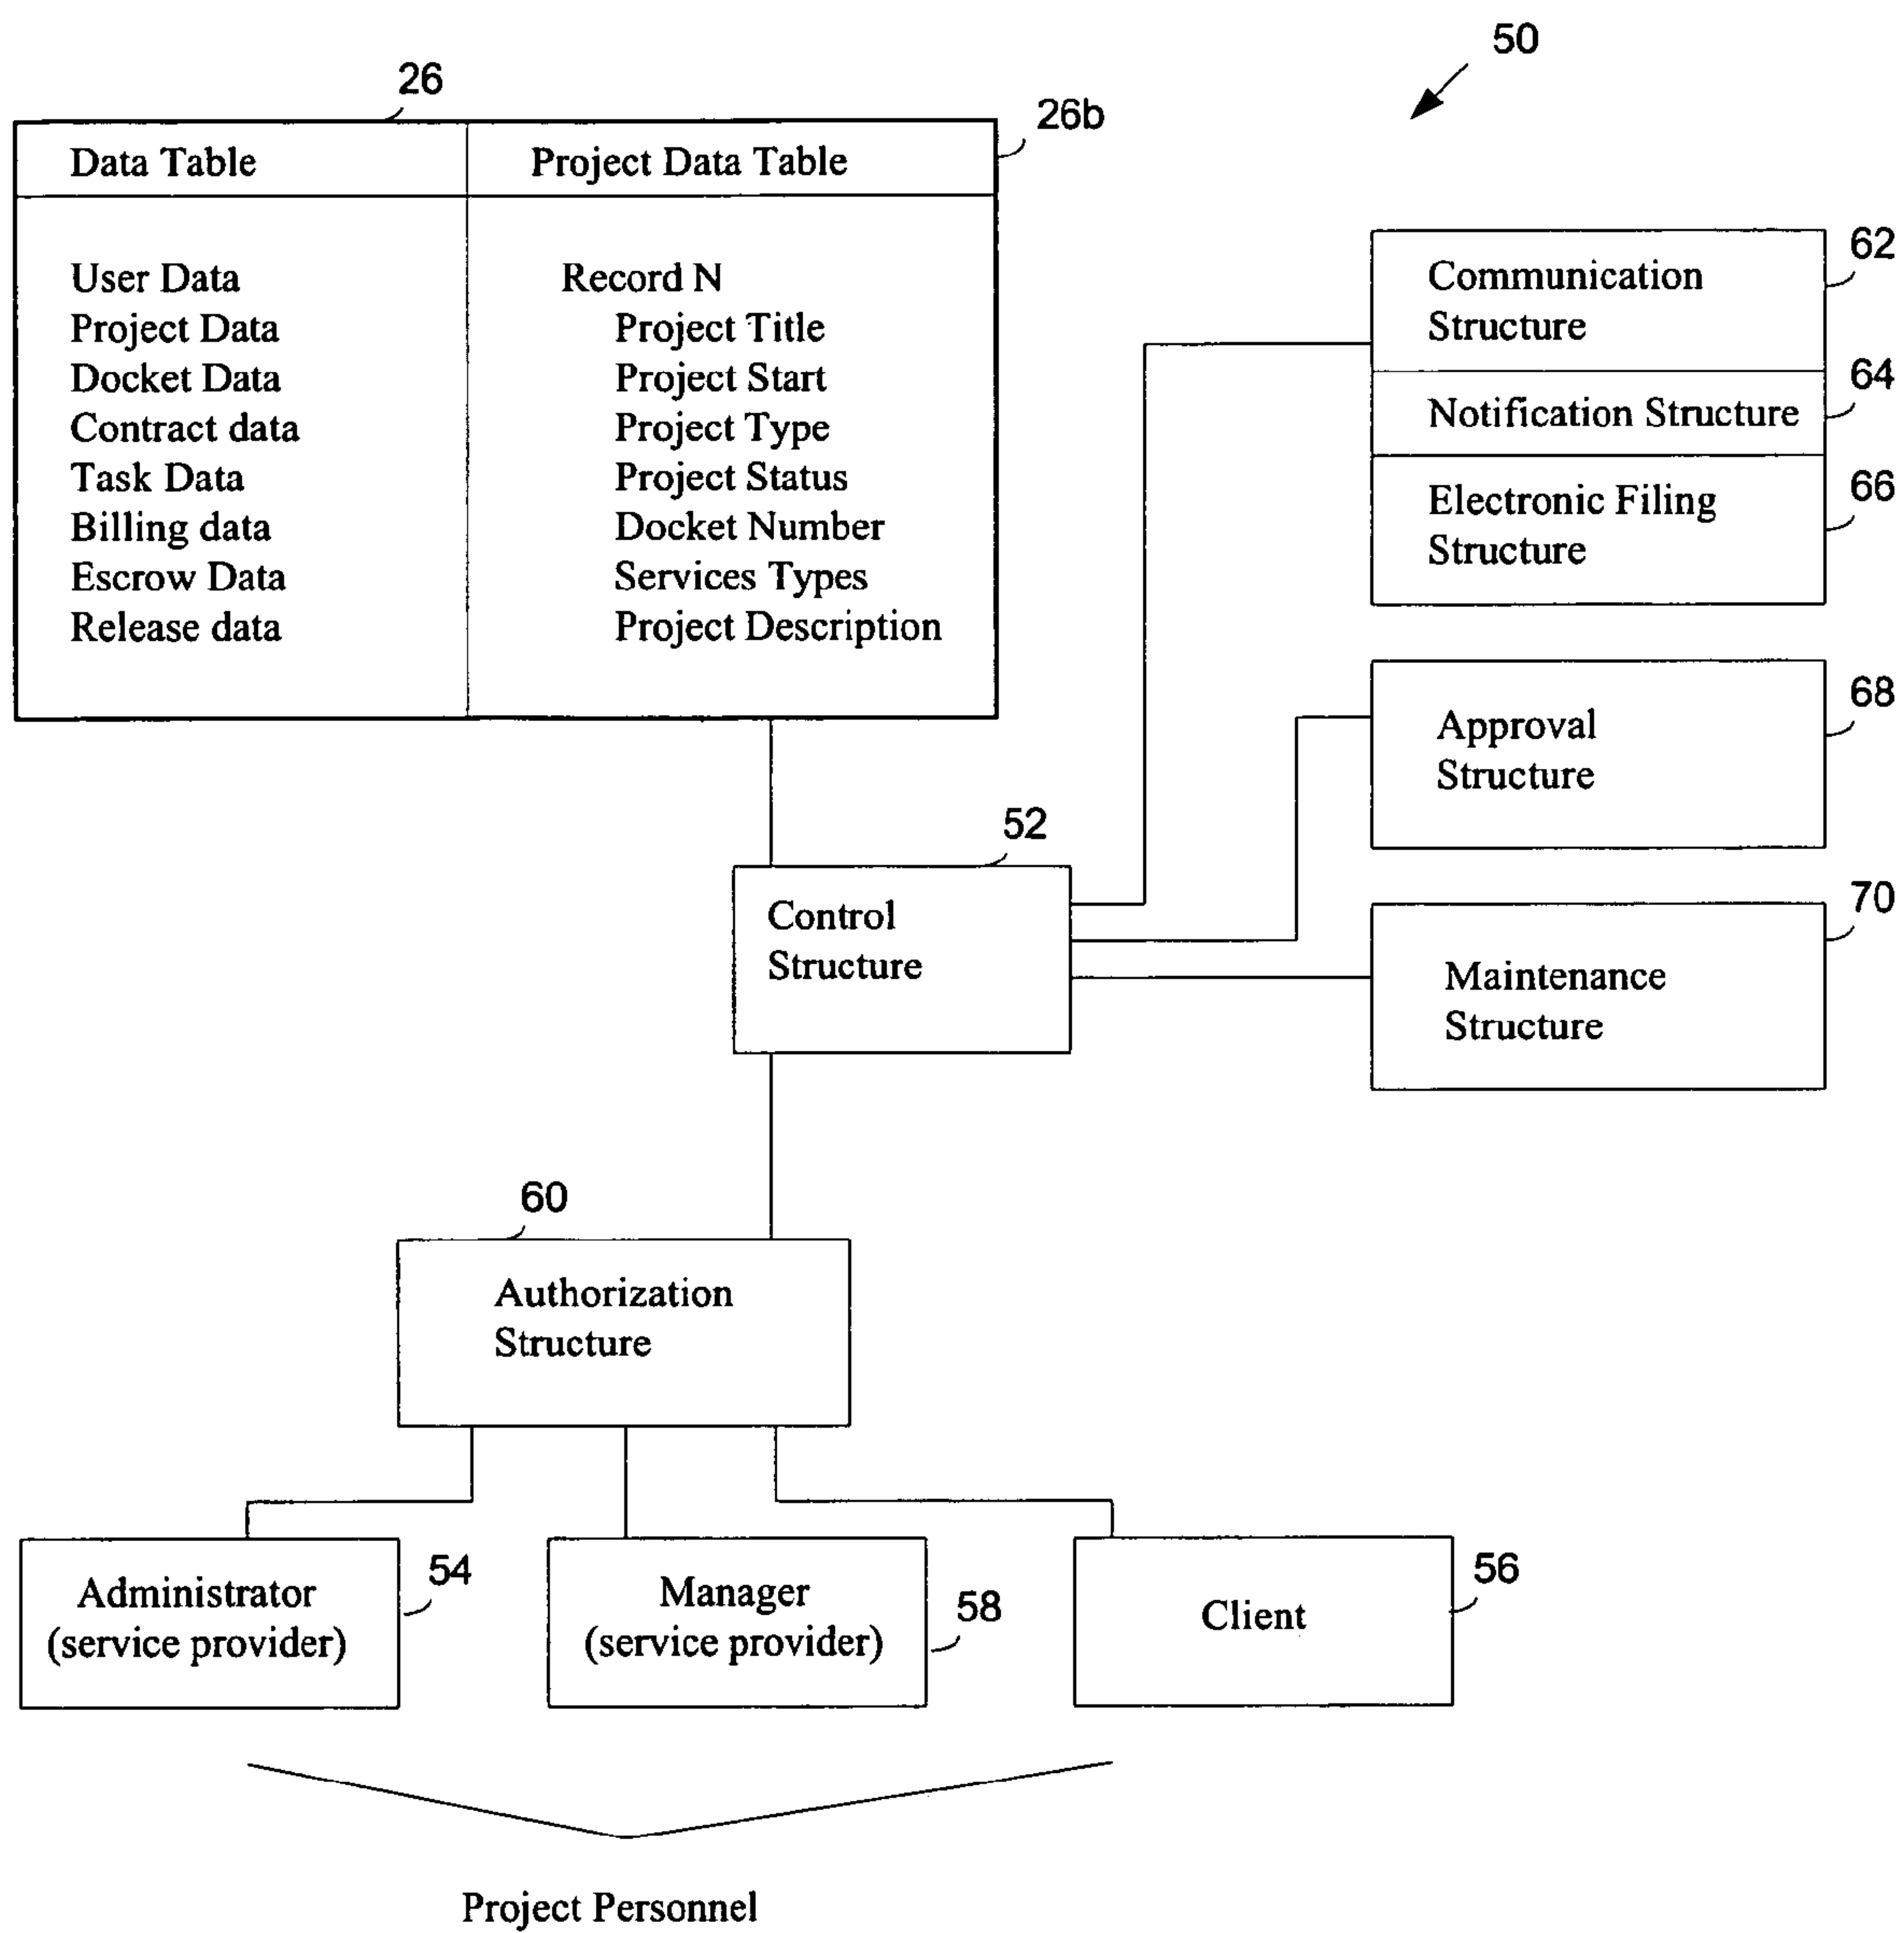 50
26
26b
Data Table
Project Data Table
User Data
Project Data
Docket Data
Contract data
Task Data
Billing data
Escrow Data
Release data
Record N
Project Title
Project Start
Project Type
Project Status
Docket Number
Services Types
Project Description
62
Communication
Structure
64
Notification Structure
66
Electronic Filing
Structure
68
Approval
Structure
52
Control
Structure
70
Maintenance
Structure
60
Authorization
Structure
Administrator
(service provider)
54
Manager
(service provider)
58
Client
56
Project Personnel